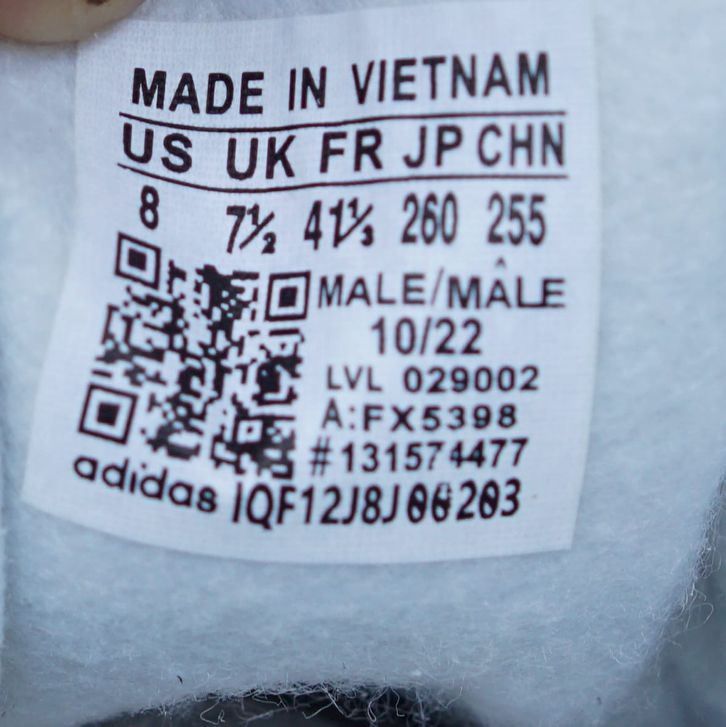 MADE IN VIETNAM
US UK FR JP CHN
8 7½ 41⅓ 260 255
MALE/MÂLE
10/22
LVL 029002
A:FX5398
#131574477
adidas IQF12J8J00203